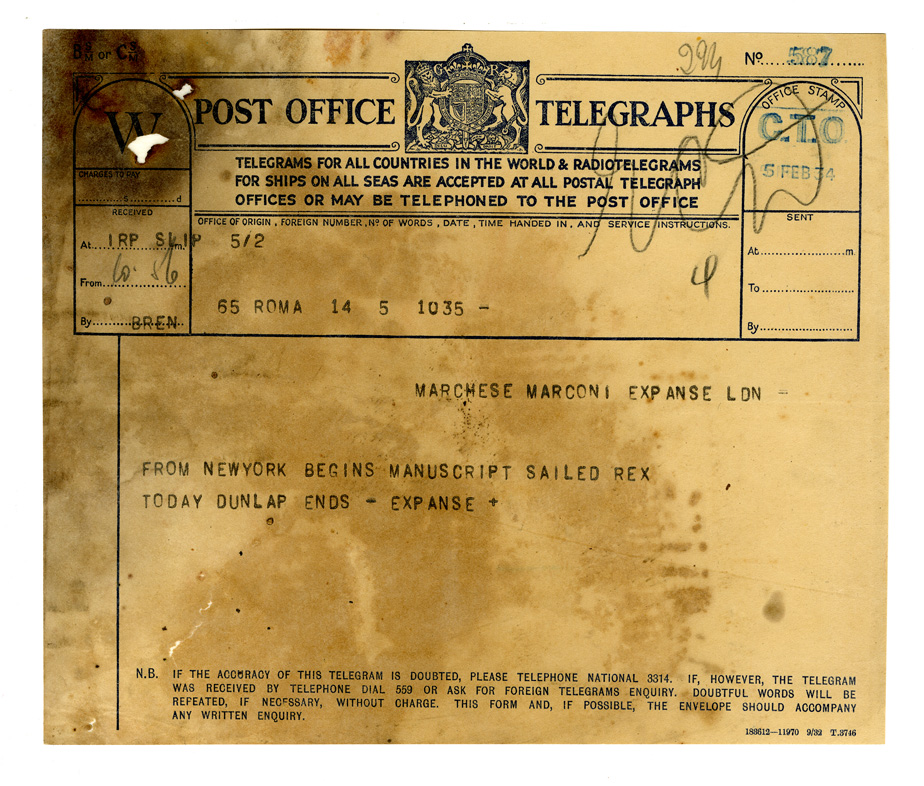 B S/M or C S/M
Nº 587
W
POST OFFICE TELEGRAPHS
G R
OFFICE STAMP
C.T.O
5 FEB 34
TELEGRAMS FOR ALL COUNTRIES IN THE WORLD & RADIOTELEGRAMS
FOR SHIPS ON ALL SEAS ARE ACCEPTED AT ALL POSTAL TELEGRAPH
OFFICES OR MAY BE TELEPHONED TO THE POST OFFICE
CHARGES TO PAY
s d
RECEIVED
OFFICE OF ORIGIN, FOREIGN NUMBER, Nº OF WORDS, DATE, TIME HANDED IN, AND SERVICE INSTRUCTIONS.
SENT
At IRP SLIP m. 5/2
At m.
From
To
65 ROMA 14 5 1035 -
By BREN
By
MARCHESE MARCONI EXPANSE LDN -
FROM NEWYORK BEGINS MANUSCRIPT SAILED REX
TODAY DUNLAP ENDS - EXPANSE +
N.B. IF THE ACCURACY OF THIS TELEGRAM IS DOUBTED, PLEASE TELEPHONE NATIONAL 3314. IF, HOWEVER, THE TELEGRAM
WAS RECEIVED BY TELEPHONE DIAL 559 OR ASK FOR FOREIGN TELEGRAMS ENQUIRY. DOUBTFUL WORDS WILL BE
REPEATED, IF NECESSARY, WITHOUT CHARGE. THIS FORM AND, IF POSSIBLE, THE ENVELOPE SHOULD ACCOMPANY
ANY WRITTEN ENQUIRY.
188612—11970 9/32 T.3746